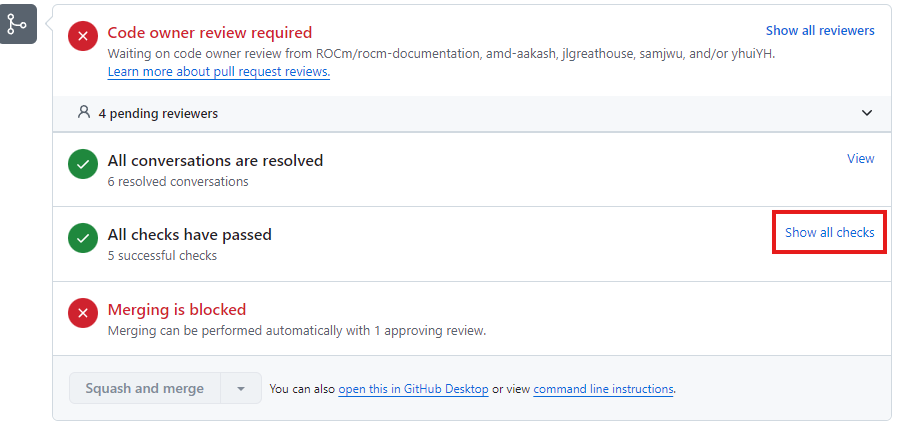 Code owner review required
Show all reviewers
Waiting on code owner review from ROCm/rocm-documentation, amd-aakash, jlgreathouse, samjwu, and/or yhuiYH.
Learn more about pull request reviews.
4 pending reviewers
All conversations are resolved
View
6 resolved conversations
All checks have passed
Show all checks
5 successful checks
Merging is blocked
Merging can be performed automatically with 1 approving review.
Squash and merge
You can also open this in GitHub Desktop or view command line instructions.